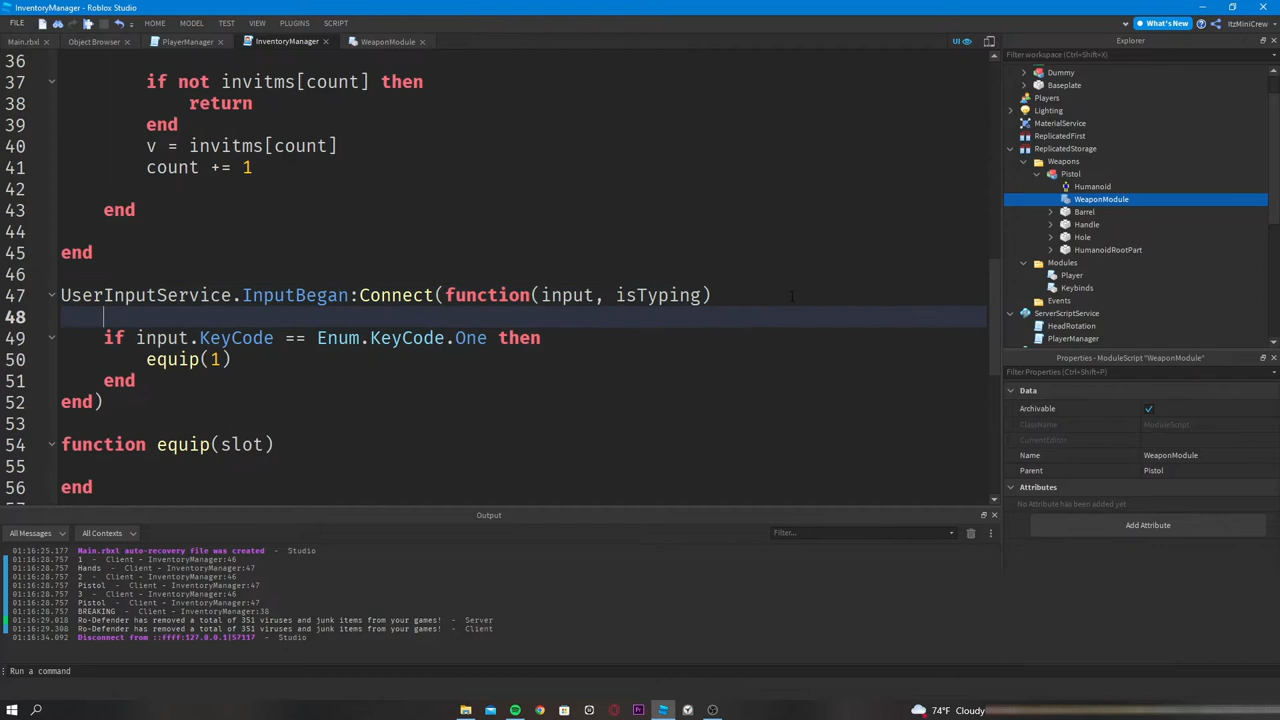 InventoryManager - Roblox Studio
FILE HOME MODEL TEST VIEW PLUGINS SCRIPT What's New ItzMiniCrew
Main.rbxl × Object Browser × PlayerManager × InventoryManager × WeaponModule × UI
36
37 if not invitms[count] then
38 return
39 end
40 v = invitms[count]
41 count += 1
42
43 end
44
45 end
46
47 UserInputService.InputBegan:Connect(function(input, isTyping)
48
49 if input.KeyCode == Enum.KeyCode.One then
50 equip(1)
51 end
52 end)
53
54 function equip(slot)
55
56 end
Explorer
Filter workspace (Ctrl+Shift+X)
Dummy
Baseplate
Players
Lighting
MaterialService
ReplicatedFirst
ReplicatedStorage
Weapons
Pistol
Humanoid
WeaponModule
Barrel
Handle
Hole
HumanoidRootPart
Modules
Player
Keybinds
Events
ServerScriptService
HeadRotation
PlayerManager
Properties - ModuleScript "WeaponModule"
Filter Properties (Ctrl+Shift+P)
Data
Archivable
ClassName ModuleScript
CurrentEditor
Name WeaponModule
Parent Pistol
Attributes
No Attribute has been added yet
Add Attribute
Output
All Messages All Contexts Filter...
01:16:25.177 Main.rbxl auto-recovery file was created - Studio
01:16:28.757 1 - Client - InventoryManager:46
01:16:28.757 Hands - Client - InventoryManager:47
01:16:28.757 2 - Client - InventoryManager:46
01:16:28.757 Pistol - Client - InventoryManager:47
01:16:28.757 3 - Client - InventoryManager:46
01:16:28.757 Pistol - Client - InventoryManager:47
01:16:28.757 BREAKING - Client - InventoryManager:38
01:16:29.018 Ro-Defender has removed a total of 351 viruses and junk items from your games! - Server
01:16:29.308 Ro-Defender has removed a total of 351 viruses and junk items from your games! - Client
01:16:34.092 Disconnect from ::ffff:127.0.0.1|57117 - Studio
Run a command
74°F Cloudy